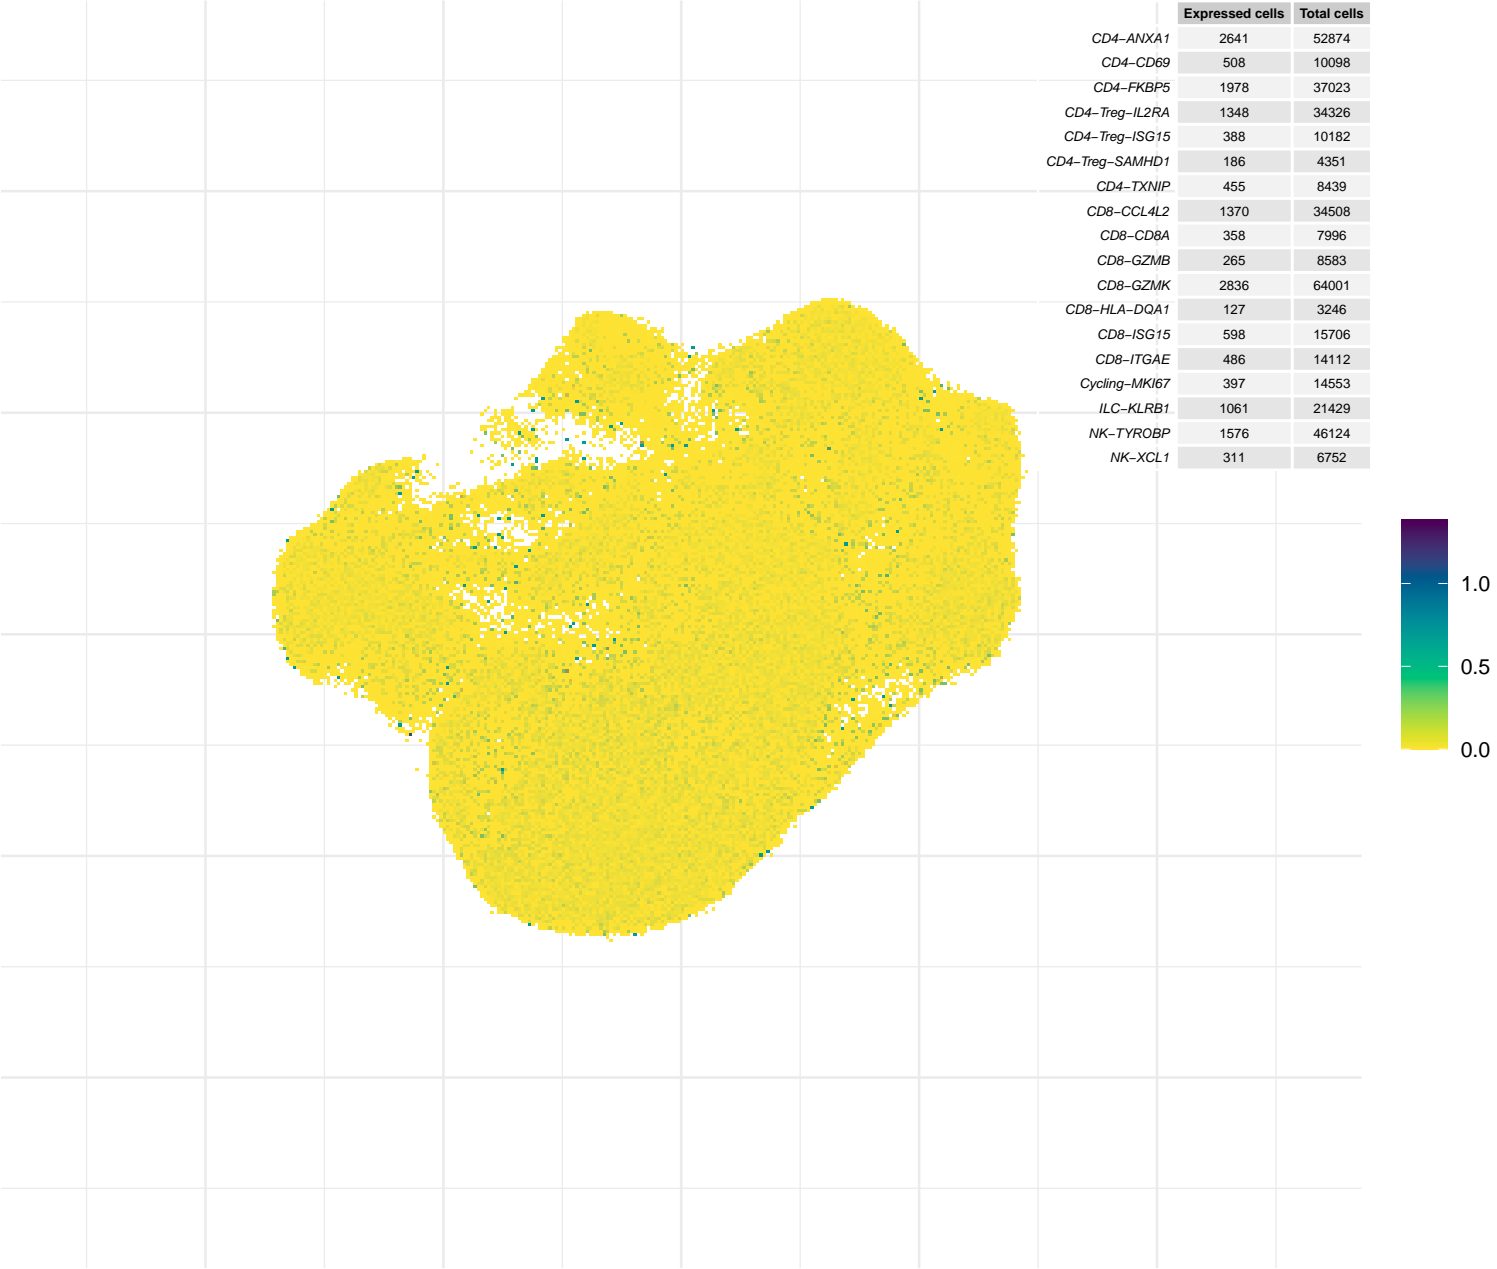 Expressed cells Total cells
CD4−ANXA1 2641 52874
CD4−CD69 508 10098
CD4−FKBP5 1978 37023
CD4−Treg−IL2RA 1348 34326
CD4−Treg−ISG15 388 10182
CD4−Treg−SAMHD1 186 4351
CD4−TXNIP 455 8439
CD8−CCL4L2 1370 34508
CD8−CD8A 358 7996
CD8−GZMB 265 8583
CD8−GZMK 2836 64001
CD8−HLA−DQA1 127 3246
CD8−ISG15 598 15706
CD8−ITGAE 486 14112
Cycling−MKI67 397 14553
ILC−KLRB1 1061 21429
NK−TYROBP 1576 46124
NK−XCL1 311 6752
1.0
0.5
0.0